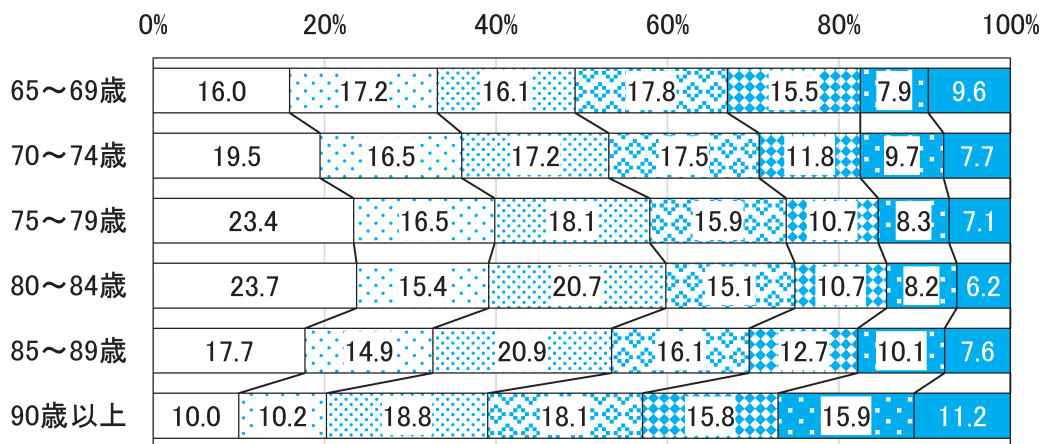 0% 20% 40% 60% 80% 100%
65～69歳 16.0 17.2 16.1 17.8 15.5 7.9 9.6
70～74歳 19.5 16.5 17.2 17.5 11.8 9.7 7.7
75～79歳 23.4 16.5 18.1 15.9 10.7 8.3 7.1
80～84歳 23.7 15.4 20.7 15.1 10.7 8.2 6.2
85～89歳 17.7 14.9 20.9 16.1 12.7 10.1 7.6
90歳以上 10.0 10.2 18.8 18.1 15.8 15.9 11.2